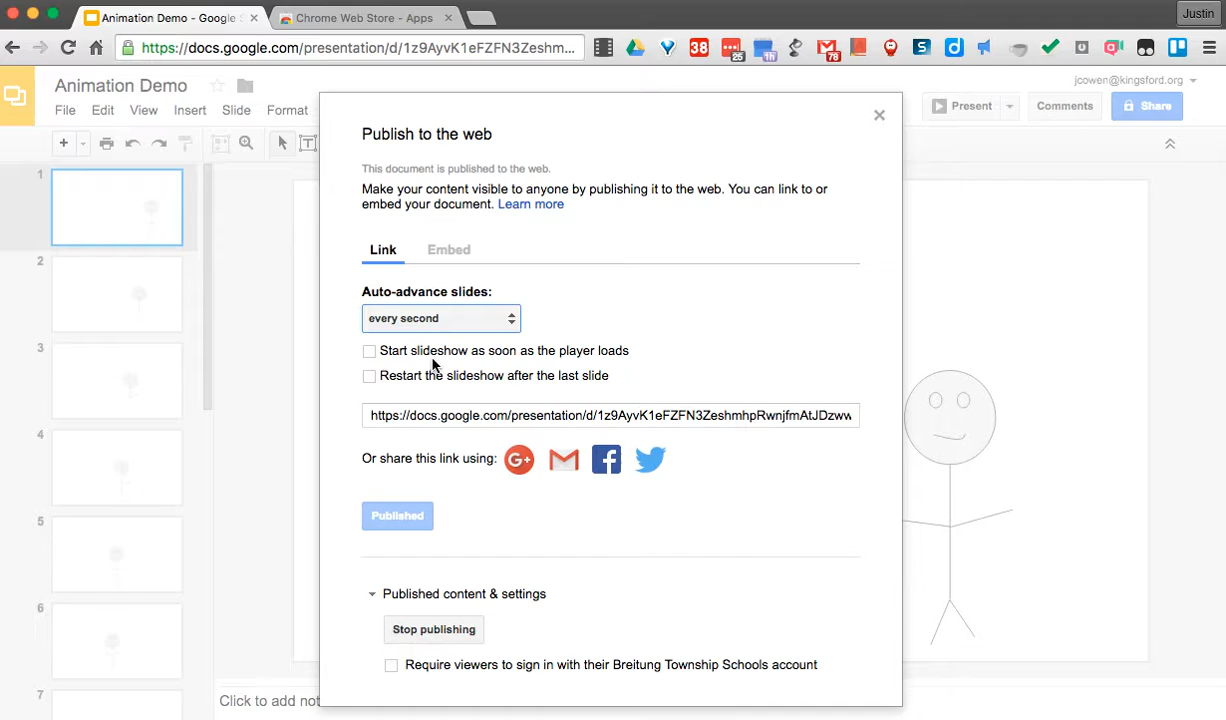 Animation Demo - Google S
Chrome Web Store - Apps
Justin
https://docs.google.com/presentation/d/1z9AyvK1eFZFN3Zeshm...
38
25
78
Animation Demo
jcowen@kingsford.org
File Edit View Insert Slide Format
Present
Comments
Share
Publish to the web
This document is published to the web.
Make your content visible to anyone by publishing it to the web. You can link to or
embed your document. Learn more
Link
Embed
Auto-advance slides:
every second
Start slideshow as soon as the player loads
Restart the slideshow after the last slide
https://docs.google.com/presentation/d/1z9AyvK1eFZFN3ZeshmhpRwnjfmAtJDzww
Or share this link using:
Published
Published content & settings
Stop publishing
Require viewers to sign in with their Breitung Township Schools account
1
2
3
4
5
6
7
Click to add not